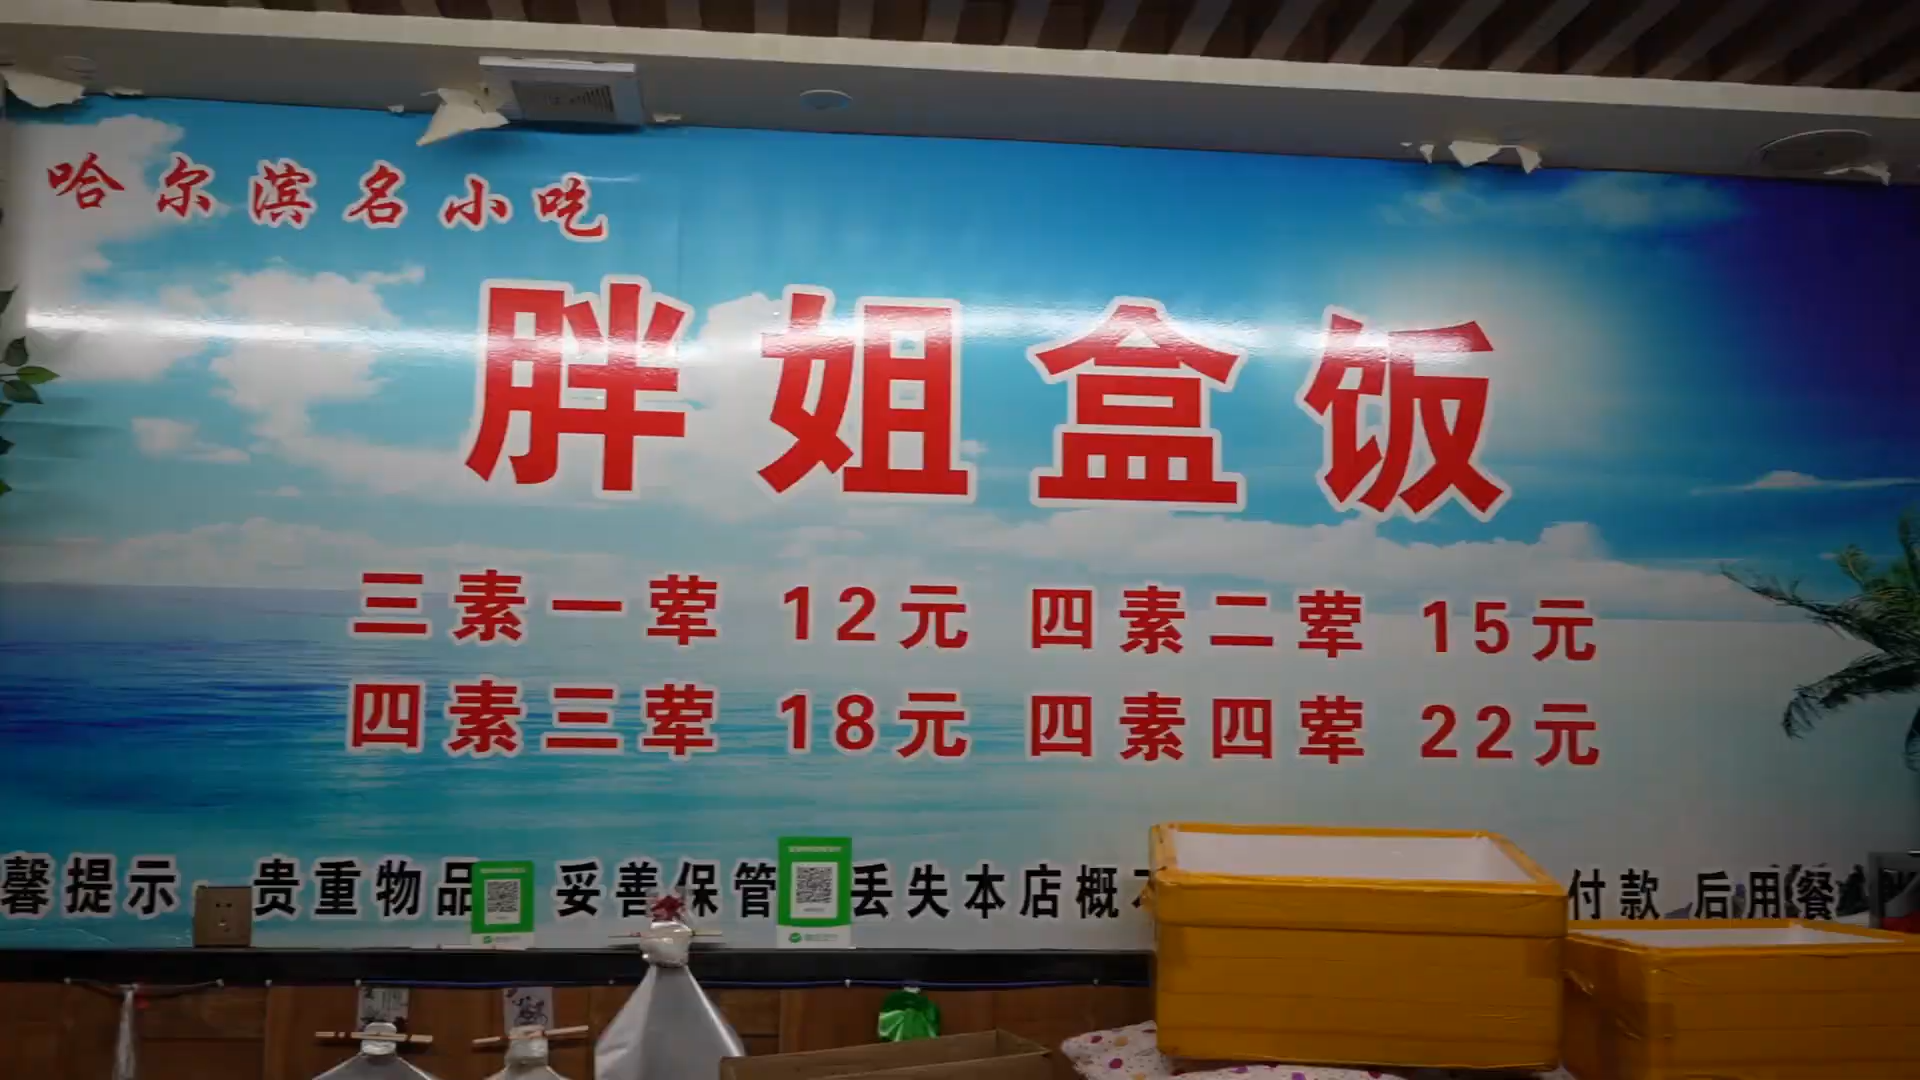 哈尔滨名小吃
胖姐盒饭
三素一荤 12元 四素二荤 15元
四素三荤 18元 四素四荤 22元
馨提示 贵重物品 妥善保管 丢失本店概 付款 后用餐